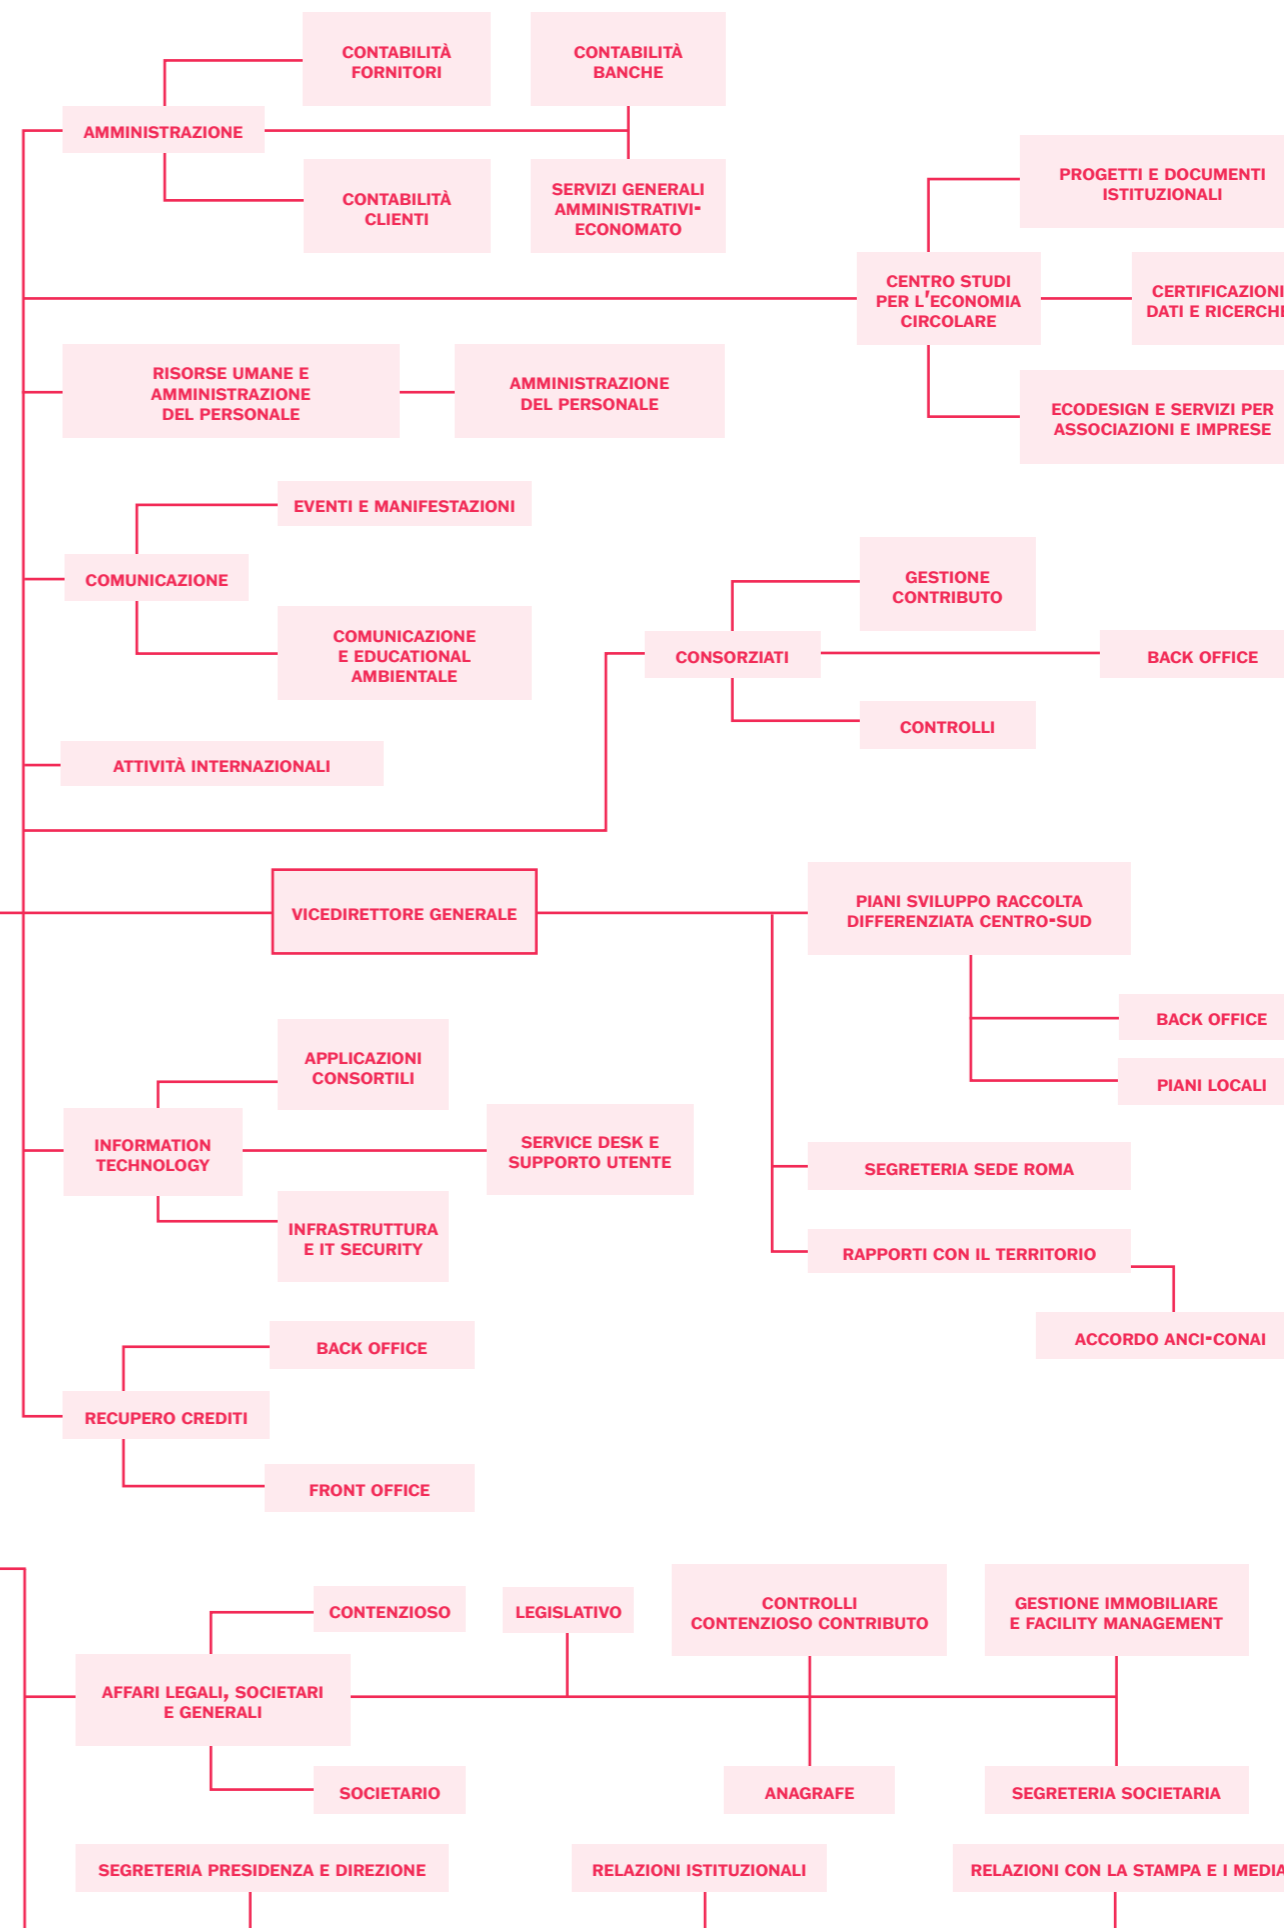 CONTABILITÀ
FORNITORI
CONTABILITÀ
BANCHE
AMMINISTRAZIONE
CONTABILITÀ
CLIENTI
SERVIZI GENERALI
AMMINISTRATIVI-
ECONOMATO
PROGETTI E DOCUMENTI
ISTITUZIONALI
CENTRO STUDI
PER L'ECONOMIA
CIRCOLARE
CERTIFICAZIONI
DATI E RICERCHE
ECODESIGN E SERVIZI PER
ASSOCIAZIONI E IMPRESE
RISORSE UMANE E
AMMINISTRAZIONE
DEL PERSONALE
AMMINISTRAZIONE
DEL PERSONALE
EVENTI E MANIFESTAZIONI
COMUNICAZIONE
COMUNICAZIONE
E EDUCATIONAL
AMBIENTALE
GESTIONE
CONTRIBUTO
CONSORZIATI
BACK OFFICE
CONTROLLI
ATTIVITÀ INTERNAZIONALI
VICEDIRETTORE GENERALE
PIANI SVILUPPO RACCOLTA
DIFFERENZIATA CENTRO-SUD
BACK OFFICE
PIANI LOCALI
SEGRETERIA SEDE ROMA
RAPPORTI CON IL TERRITORIO
ACCORDO ANCI-CONAI
APPLICAZIONI
CONSORTILI
INFORMATION
TECHNOLOGY
SERVICE DESK E
SUPPORTO UTENTE
INFRASTRUTTURA
E IT SECURITY
BACK OFFICE
RECUPERO CREDITI
FRONT OFFICE
CONTENZIOSO
LEGISLATIVO
CONTROLLI
CONTENZIOSO CONTRIBUTO
GESTIONE IMMOBILIARE
E FACILITY MANAGEMENT
AFFARI LEGALI, SOCIETARI
E GENERALI
SOCIETARIO
ANAGRAFE
SEGRETERIA SOCIETARIA
SEGRETERIA PRESIDENZA E DIREZIONE
RELAZIONI ISTITUZIONALI
RELAZIONI CON LA STAMPA E I MEDIA